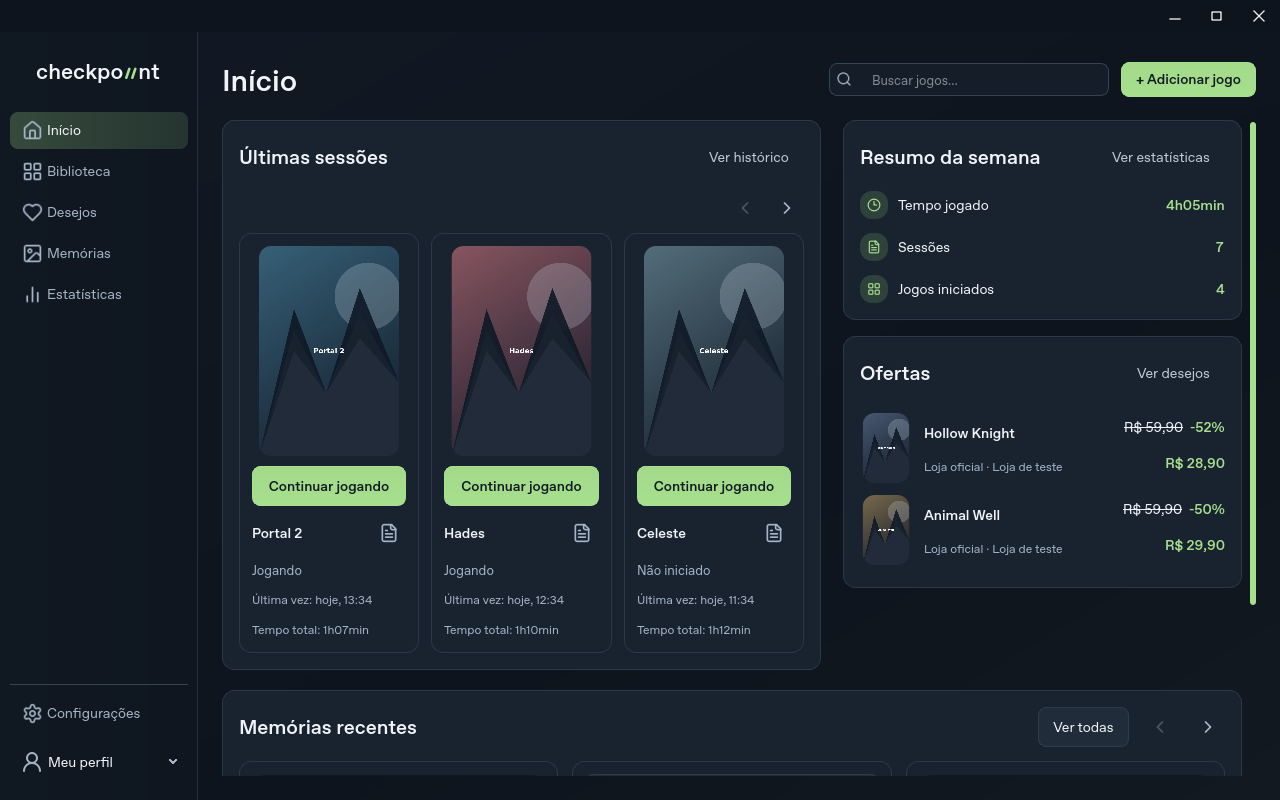 checkpoint
Início
Biblioteca
Desejos
Memórias
Estatísticas
Configurações
Meu perfil
Início
Buscar jogos...
+ Adicionar jogo
Últimas sessões
Ver histórico
Portal 2
Hades
Celeste
Continuar jogando
Continuar jogando
Continuar jogando
Portal 2
Hades
Celeste
Jogando
Jogando
Não iniciado
Última vez: hoje, 13:34
Última vez: hoje, 12:34
Última vez: hoje, 11:34
Tempo total: 1h07min
Tempo total: 1h10min
Tempo total: 1h12min
Resumo da semana
Ver estatísticas
Tempo jogado
4h05min
Sessões
7
Jogos iniciados
4
Ofertas
Ver desejos
Hollow Knight
R$ 59,90 -52%
Loja oficial · Loja de teste
R$ 28,90
Animal Well
R$ 59,90 -50%
Loja oficial · Loja de teste
R$ 29,90
Memórias recentes
Ver todas